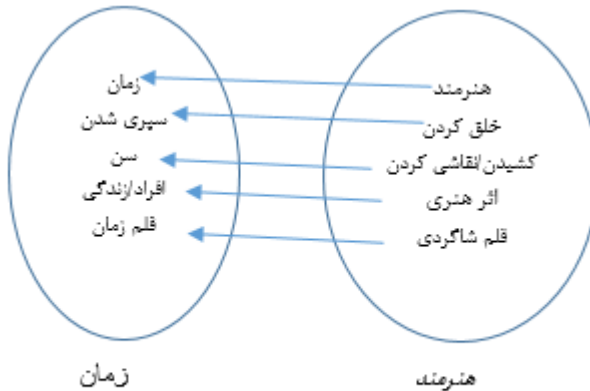 هنرمند
خلق کردن
کشیدن/نقاشی کردن
اثر هنری
قلم شاگردی
هنرمند
زمان
سپری شدن
سن
افراد/زندگی
قلم زمان
زمان